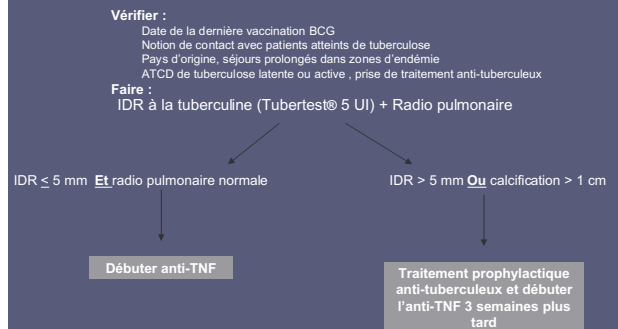 Vérifier :
Date de la dernière vaccination BCG
Notion de contact avec patients atteints de tuberculose
Pays d'origine, séjours prolongés dans zones d'endémie
ATCD de tuberculose latente ou active , prise de traitement anti-tuberculeux
Faire :
IDR à la tuberculine (Tubertest® 5 UI) + Radio pulmonaire
IDR ≤ 5 mm Et radio pulmonaire normale
IDR > 5 mm Ou calcification > 1 cm
Débuter anti-TNF
Traitement prophylactique
anti-tuberculeux et débuter
l'anti-TNF 3 semaines plus
tard